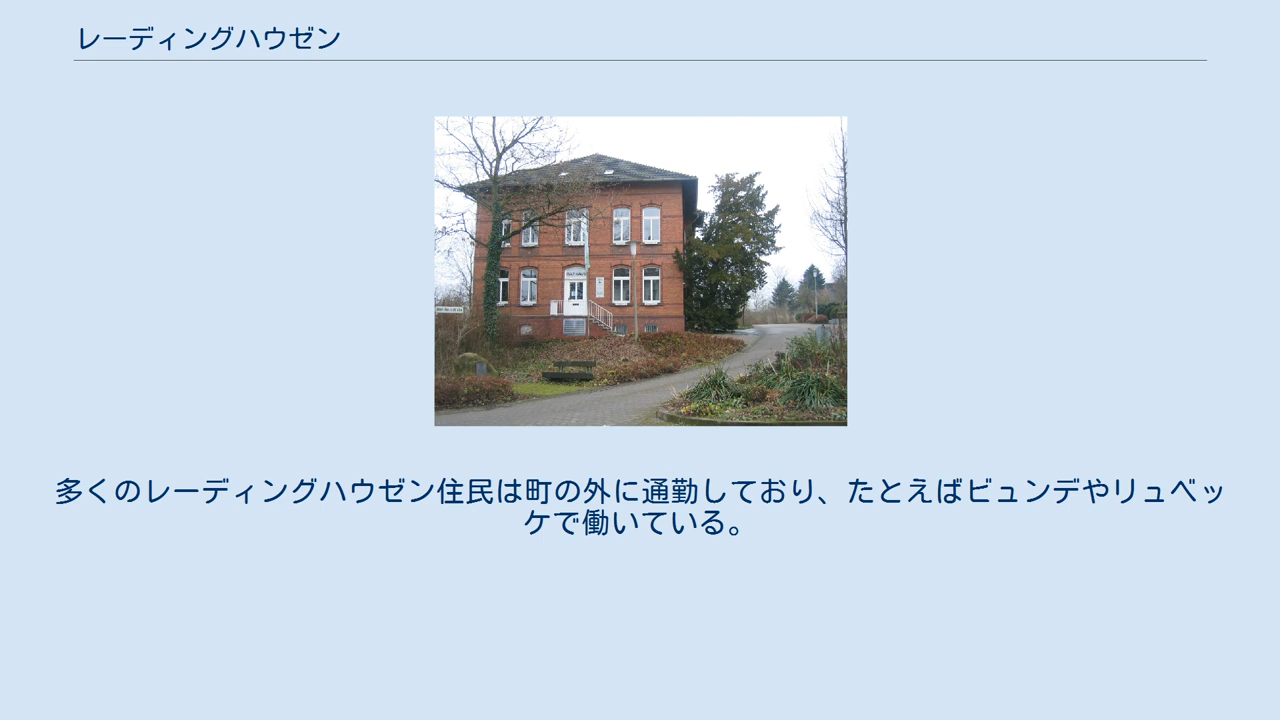 レーディングハウゼン
RATHAUS
多くのレーディングハウゼン住民は町の外に通勤しており、たとえばビュンデやリュベッ
ケで働いている。